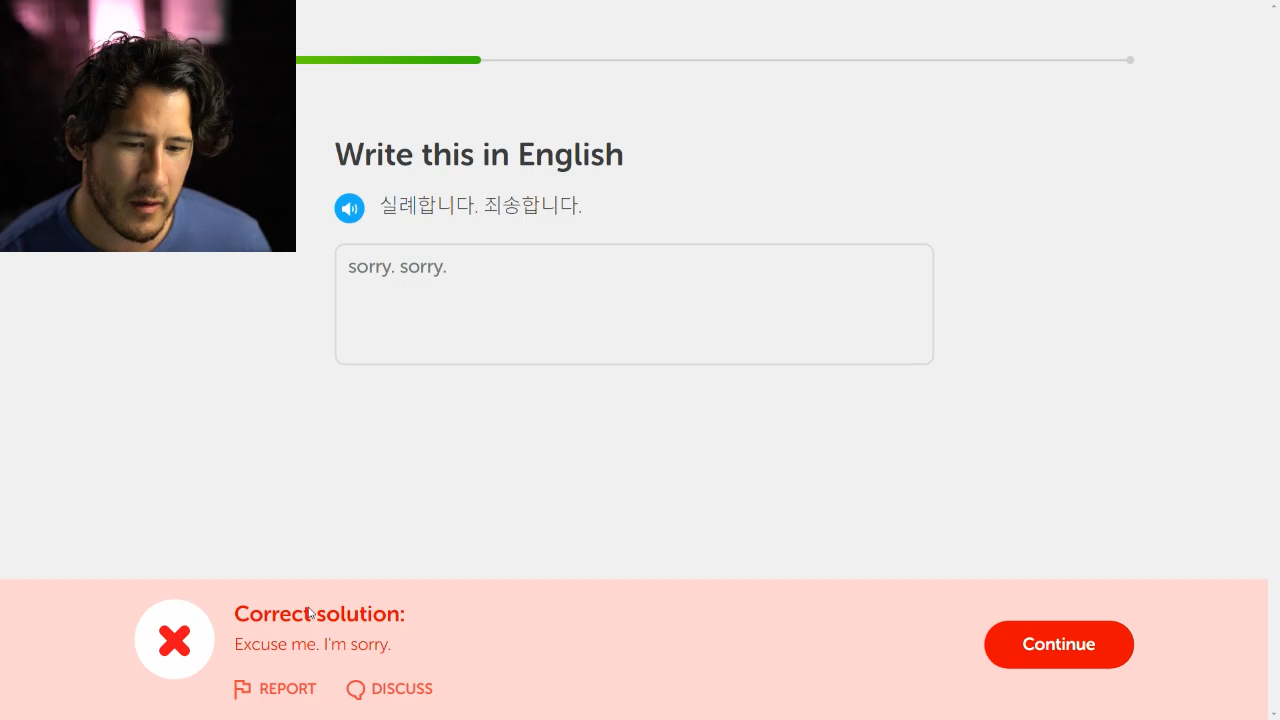 Write this in English
실례합니다. 죄송합니다.
sorry. sorry.
Correct solution:
Excuse me. I'm sorry.
REPORT DISCUSS
Continue